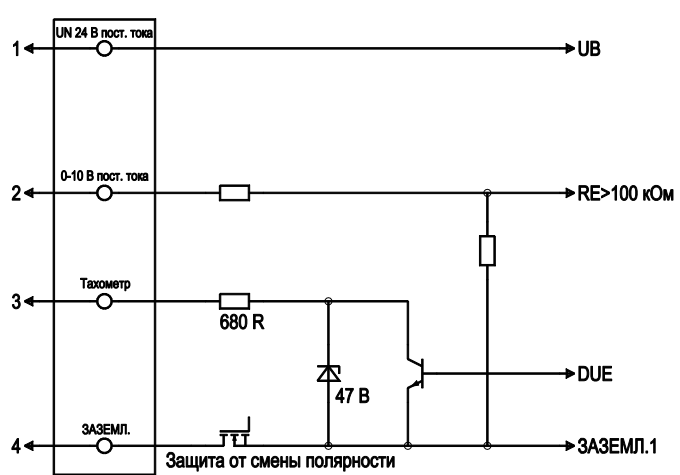 UN 24 В пост. тока
1
UB
0-10 В пост. тока
2
RE>100 кОм
Тахометр
3
680 R
47 В
DUE
ЗАЗЕМЛ.
4
ЗАЗЕМЛ.1
Защита от смены полярности